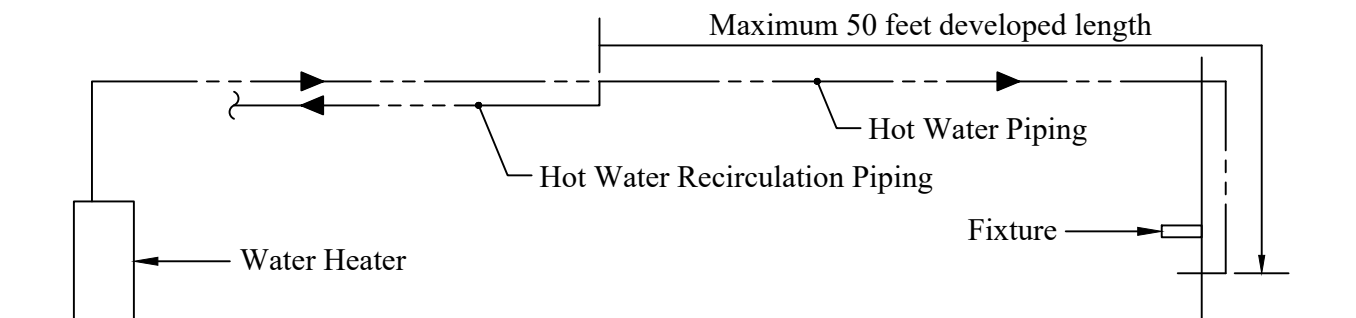 Maximum 50 feet developed length
Hot Water Piping
Hot Water Recirculation Piping
Fixture
Water Heater